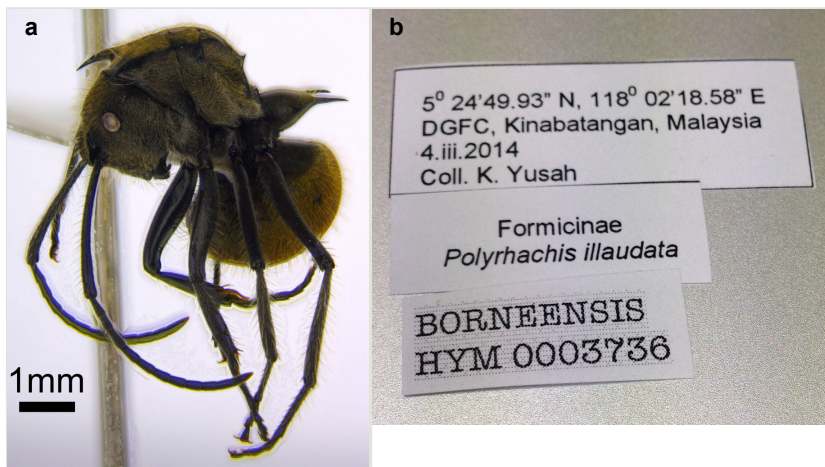 a
1mm
b
5⁰ 24'49.93" N, 118⁰ 02'18.58" E
DGFC, Kinabatangan, Malaysia
4.iii.2014
Coll. K. Yusah
Formicinae
Polyrhachis illaudata
BORNEENSIS
HYM 0003736